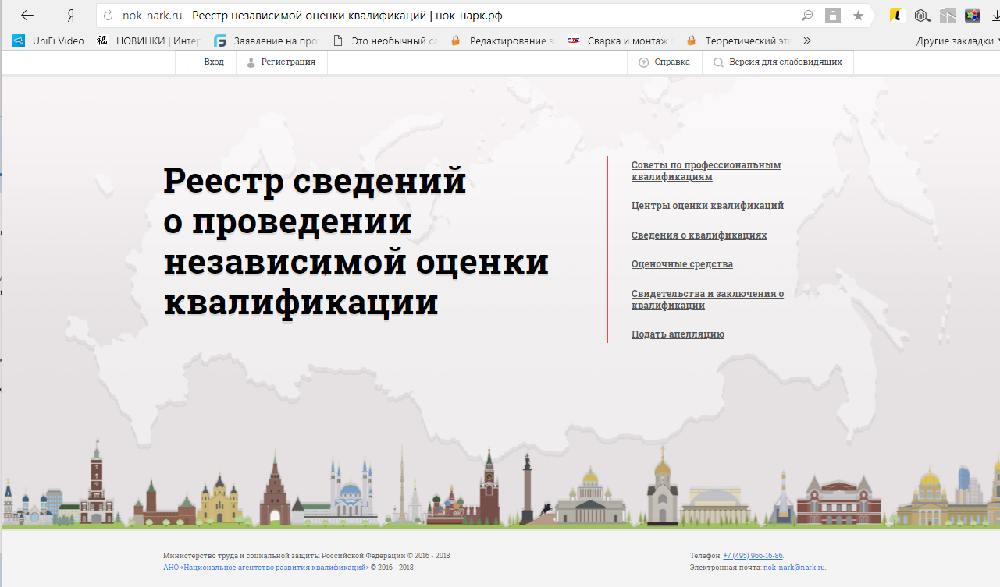 nok-nark.ru Реестр независимой оценки квалификаций | нок-нарк.рф
UniFi Video НОВИНКИ | Интер Заявление на про Это необычный са Редактирование з Сварка и монтаж Теоретический эта Другие закладки
Вход Регистрация Справка Версия для слабовидящих
Реестр сведений
о проведении
независимой оценки
квалификации
Советы по профессиональным
квалификациям
Центры оценки квалификаций
Сведения о квалификациях
Оценочные средства
Свидетельства и заключения о
квалификации
Подать апелляцию
Министерство труда и социальной защиты Российской Федерации © 2016 - 2018
АНО «Национальное агентство развития квалификаций» © 2016 - 2018
Телефон: +7 (495) 966-16-86.
Электронная почта: nok-nark@nark.ru.